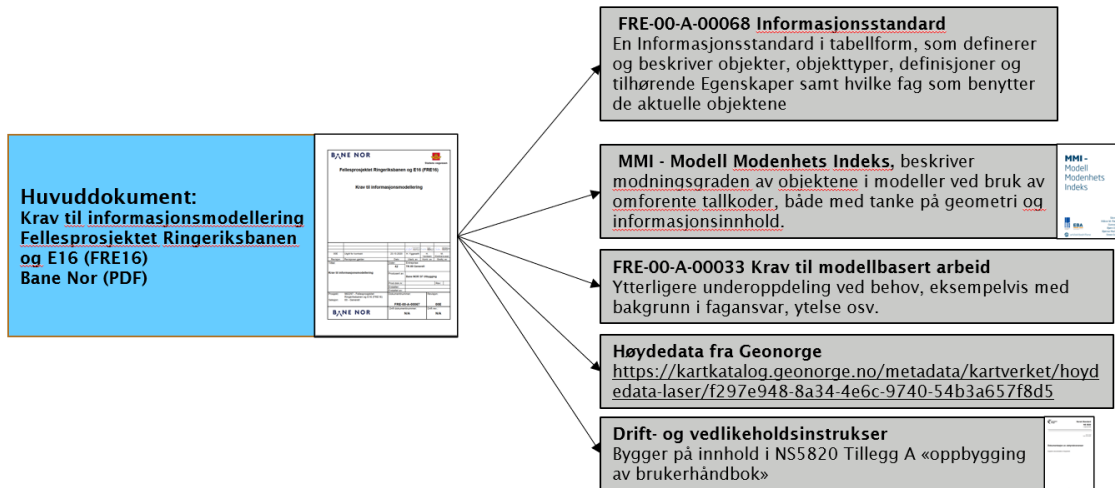 Huvuddokument:
Krav til informasjonsmodellering
Fellesprosjektet Ringeriksbanen
og E16 (FRE16)
Bane Nor (PDF)
BANE NOR
Fellesprosjektet Ringeriksbanen og E16 (FRE16)
Krav til informasjonsmodellering
BANE NOR
FRE-00-A-00068 Informasjonsstandard
En Informasjonsstandard i tabellform, som definerer
og beskriver objekter, objekttyper, definisjoner og
tilhørende Egenskaper samt hvilke fag som benytter
de aktuelle objektene
MMI - Modell Modenhets Indeks, beskriver
modningsgraden av objektene i modeller ved bruk av
omforente tallkoder, både med tanke på geometri og
informasjonsinnhold.
MMI -
Modell
Modenhets
Indeks
EBA
FRE-00-A-00033 Krav til modellbasert arbeid
Ytterligere underoppdeling ved behov, eksempelvis med
bakgrunn i fagansvar, ytelse osv.
Høydedata fra Geonorge
https://kartkatalog.geonorge.no/metadata/kartverket/hoyd
edata-laser/f297e948-8a34-4e6c-9740-54b3a657f8d5
Drift- og vedlikeholdsinstrukser
Bygger på innhold i NS5820 Tillegg A «oppbygging
av brukerhåndbok»